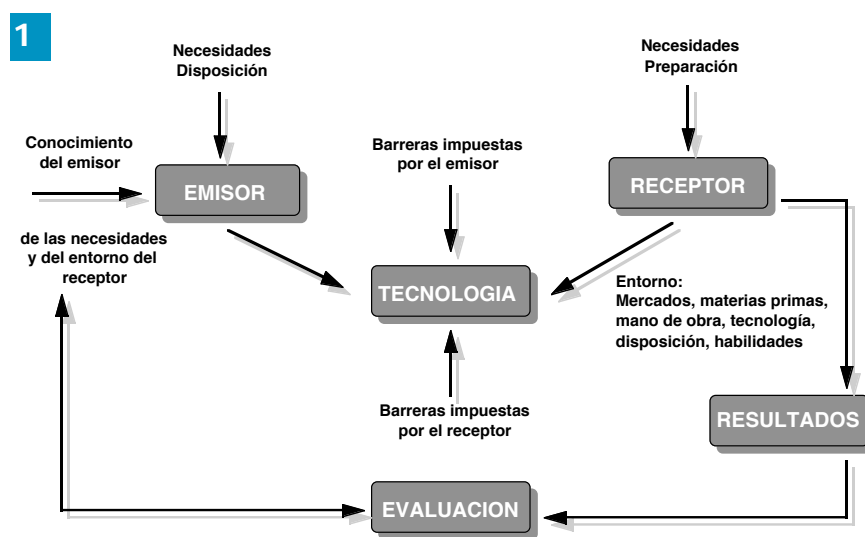 1
Necesidades
Disposición
Necesidades
Preparación
Conocimiento
del emisor
Barreras impuestas
por el emisor
EMISOR
RECEPTOR
de las necesidades
y del entorno del
receptor
TECNOLOGIA
Entorno:
Mercados, materias primas,
mano de obra, tecnología,
disposición, habilidades
Barreras impuestas
por el receptor
RESULTADOS
EVALUACION